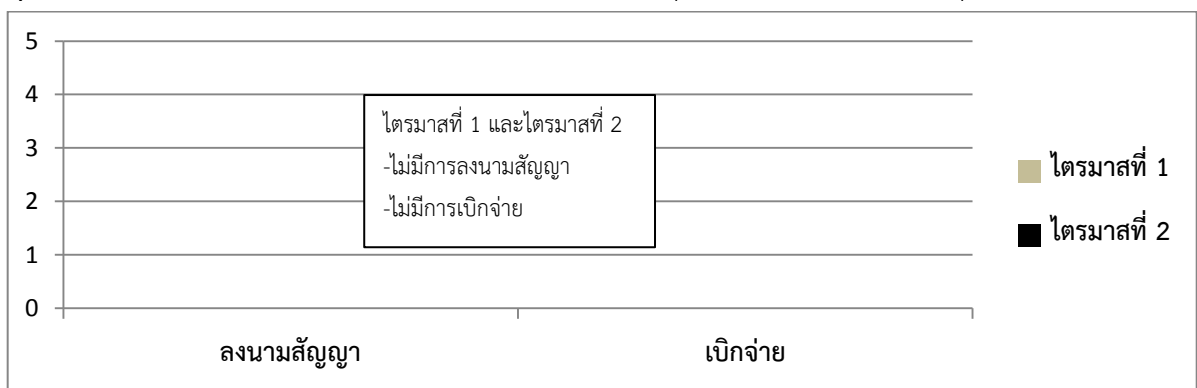 5
4
3
2
1
0
ไตรมาสที่ 1 และไตรมาสที่ 2
-ไม่มีการลงนามสัญญา
-ไม่มีการเบิกจ่าย
ลงนามสัญญา
เบิกจ่าย
ไตรมาสที่ 1
ไตรมาสที่ 2